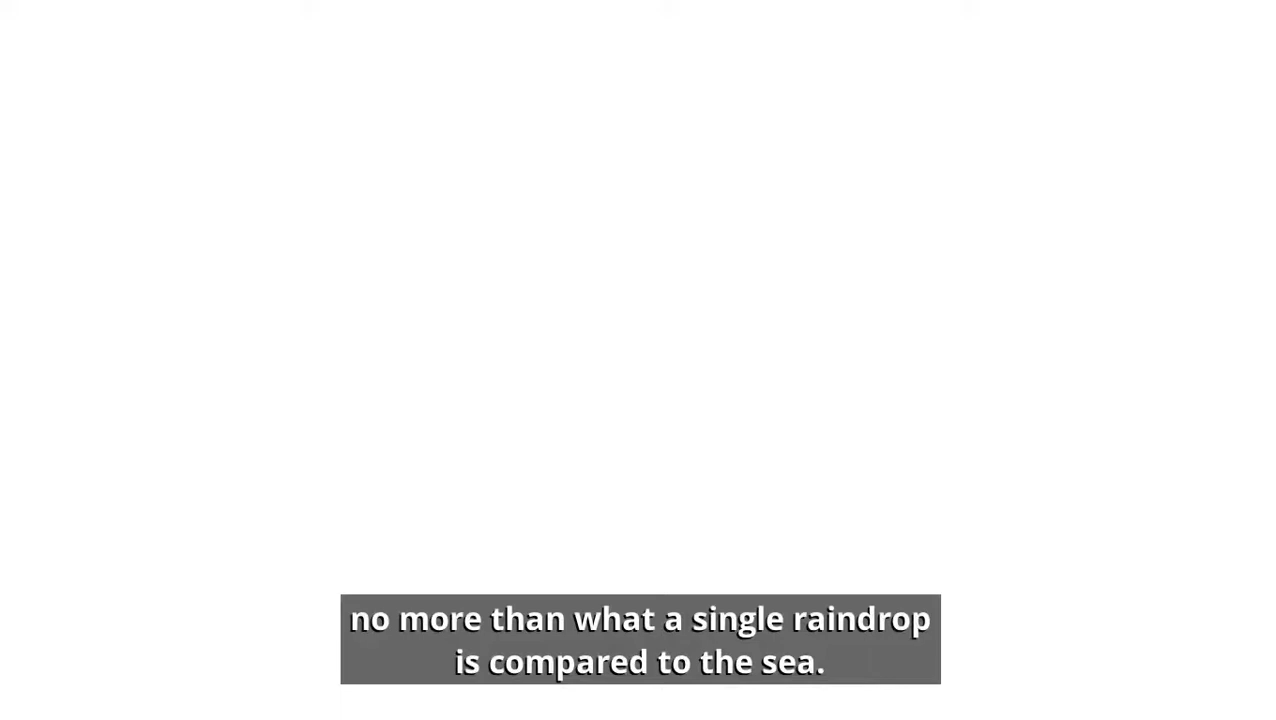 no more than what a single raindrop
is compared to the sea.